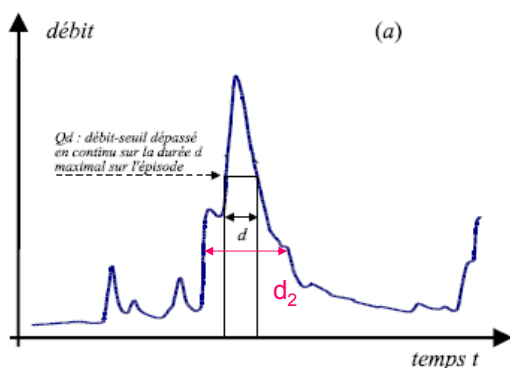 débit
(a)
Qd : débit-seuil dépassé
en continu sur la durée d
maximal sur l'épisode
d
d2
temps t